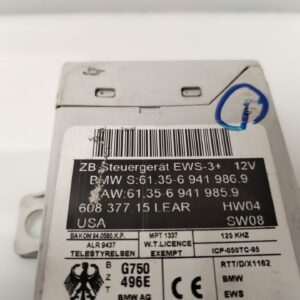 ZB Steuergerät EWS-3+ 12V
BMW S:61.35 6 941 986.9
AW:61.35 6 941 985.9
608 377.15 LEAR HW04
USA SW08
BAKOM 94.0580.K.P. MPT 1337 125 KHZ
ALR 9437 W.T.LICENCE ICP-050TC-95
TELESTYRELSEN EXEMPT RTT/D/X1162
B Z T G750 496E BMW
BMW AG EWS